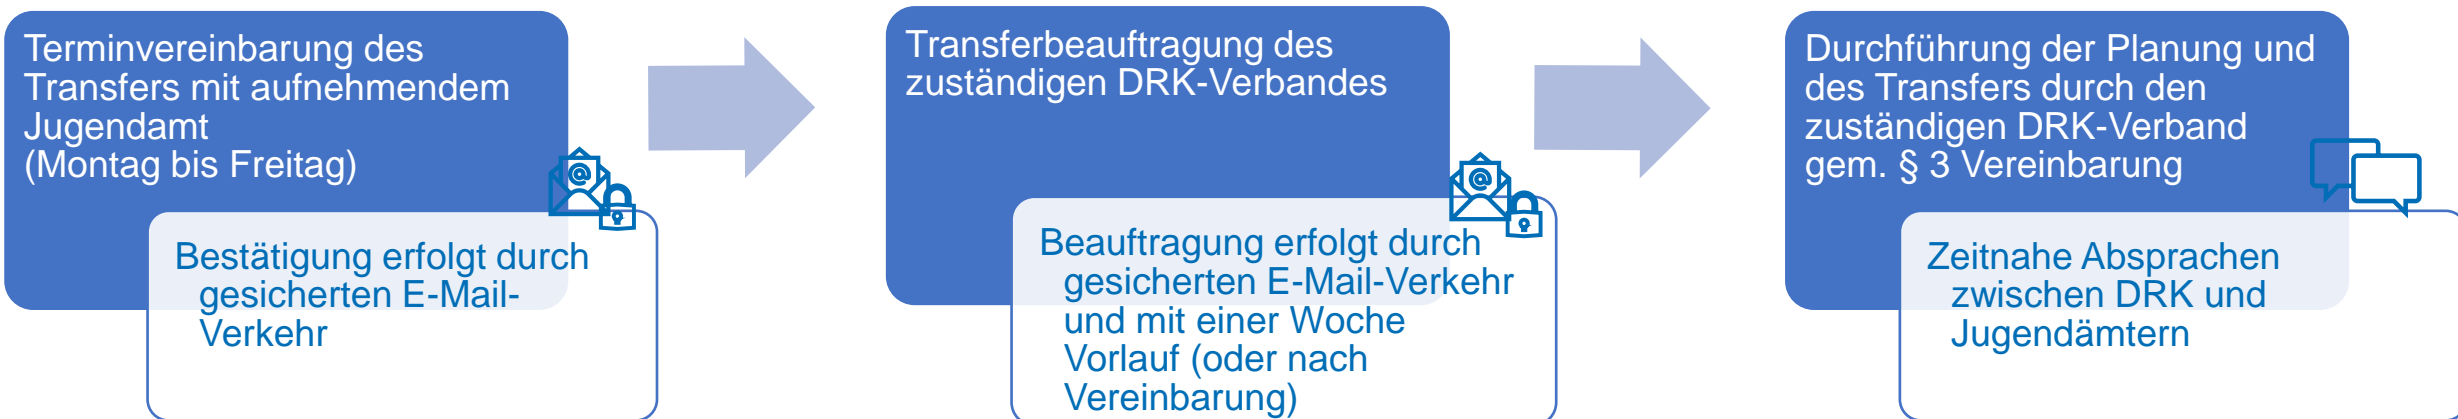 Terminvereinbarung des
Transfers mit aufnehmendem
Jugendamt
(Montag bis Freitag)
Bestätigung erfolgt durch
gesicherten E-Mail-
Verkehr
Transferbeauftragung des
zuständigen DRK-Verbandes
Beauftragung erfolgt durch
gesicherten E-Mail-Verkehr
und mit einer Woche
Vorlauf (oder nach
Vereinbarung)
Durchführung der Planung und
des Transfers durch den
zuständigen DRK-Verband
gem. § 3 Vereinbarung
Zeitnahe Absprachen
zwischen DRK und
Jugendämtern